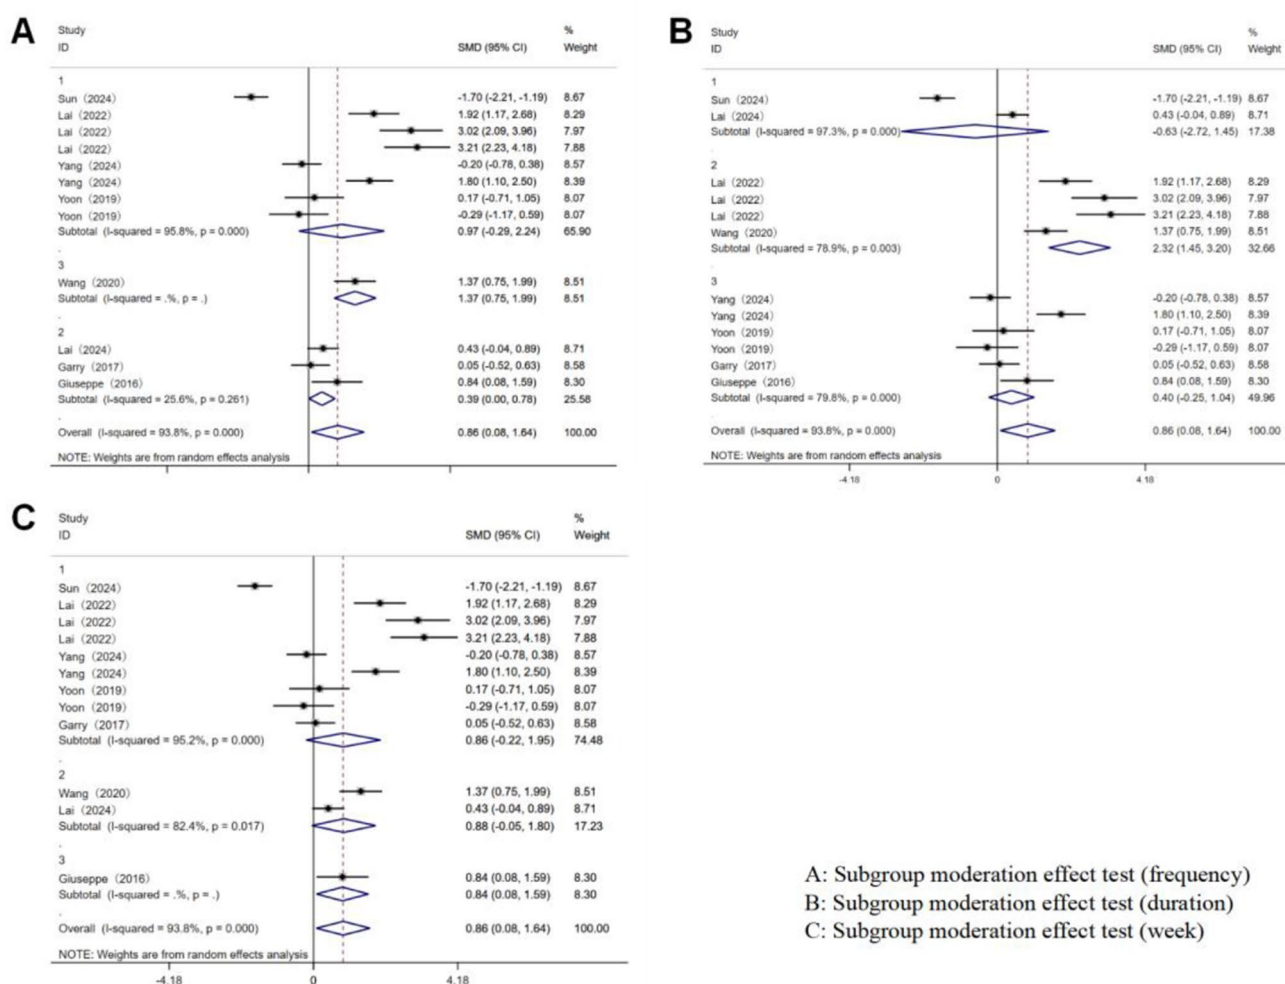 A
Study
%
ID
SMD (95% CI)
Weight
1
Sun (2024)
-1.70 (-2.21, -1.19)
8.67
Lai (2022)
1.92 (1.17, 2.68)
8.29
Lai (2022)
3.02 (2.09, 3.96)
7.97
Lai (2022)
3.21 (2.23, 4.18)
7.88
Yang (2024)
-0.20 (-0.78, 0.38)
8.57
Yang (2024)
1.80 (1.10, 2.50)
8.39
Yoon (2019)
0.17 (-0.71, 1.05)
8.07
Yoon (2019)
-0.29 (-1.17, 0.59)
8.07
Subtotal (I-squared = 95.8%, p = 0.000)
0.97 (-0.29, 2.24)
65.90
.
3
Wang (2020)
1.37 (0.75, 1.99)
8.51
Subtotal (I-squared = .%, p = .)
1.37 (0.75, 1.99)
8.51
.
2
Lai (2024)
0.43 (-0.04, 0.89)
8.71
Garry (2017)
0.05 (-0.52, 0.63)
8.58
Giuseppe (2016)
0.84 (0.08, 1.59)
8.30
Subtotal (I-squared = 25.6%, p = 0.261)
0.39 (0.00, 0.78)
25.58
.
Overall (I-squared = 93.8%, p = 0.000)
0.86 (0.08, 1.64)
100.00
NOTE: Weights are from random effects analysis
B
Study
%
ID
SMD (95% CI)
Weight
1
Sun (2024)
-1.70 (-2.21, -1.19)
8.67
Lai (2024)
0.43 (-0.04, 0.89)
8.71
Subtotal (I-squared = 97.3%, p = 0.000)
-0.63 (-2.72, 1.45)
17.38
.
2
Lai (2022)
1.92 (1.17, 2.68)
8.29
Lai (2022)
3.02 (2.09, 3.96)
7.97
Lai (2022)
3.21 (2.23, 4.18)
7.88
Wang (2020)
1.37 (0.75, 1.99)
8.51
Subtotal (I-squared = 78.9%, p = 0.003)
2.32 (1.45, 3.20)
32.66
.
3
Yang (2024)
-0.20 (-0.78, 0.38)
8.57
Yang (2024)
1.80 (1.10, 2.50)
8.39
Yoon (2019)
0.17 (-0.71, 1.05)
8.07
Yoon (2019)
-0.29 (-1.17, 0.59)
8.07
Garry (2017)
0.05 (-0.52, 0.63)
8.58
Giuseppe (2016)
0.84 (0.08, 1.59)
8.30
Subtotal (I-squared = 79.8%, p = 0.000)
0.40 (-0.25, 1.04)
49.96
.
Overall (I-squared = 93.8%, p = 0.000)
0.86 (0.08, 1.64)
100.00
NOTE: Weights are from random effects analysis
-4.18
0
4.18
C
Study
%
ID
SMD (95% CI)
Weight
1
Sun (2024)
-1.70 (-2.21, -1.19)
8.67
Lai (2022)
1.92 (1.17, 2.68)
8.29
Lai (2022)
3.02 (2.09, 3.96)
7.97
Lai (2022)
3.21 (2.23, 4.18)
7.88
Yang (2024)
-0.20 (-0.78, 0.38)
8.57
Yang (2024)
1.80 (1.10, 2.50)
8.39
Yoon (2019)
0.17 (-0.71, 1.05)
8.07
Yoon (2019)
-0.29 (-1.17, 0.59)
8.07
Garry (2017)
0.05 (-0.52, 0.63)
8.58
Subtotal (I-squared = 95.2%, p = 0.000)
0.86 (-0.22, 1.95)
74.48
.
2
Wang (2020)
1.37 (0.75, 1.99)
8.51
Lai (2024)
0.43 (-0.04, 0.89)
8.71
Subtotal (I-squared = 82.4%, p = 0.017)
0.88 (-0.05, 1.80)
17.23
.
3
Giuseppe (2016)
0.84 (0.08, 1.59)
8.30
Subtotal (I-squared = .%, p = .)
0.84 (0.08, 1.59)
8.30
.
Overall (I-squared = 93.8%, p = 0.000)
0.86 (0.08, 1.64)
100.00
NOTE: Weights are from random effects analysis
-4.18
0
4.18
A: Subgroup moderation effect test (frequency)
B: Subgroup moderation effect test (duration)
C: Subgroup moderation effect test (week)